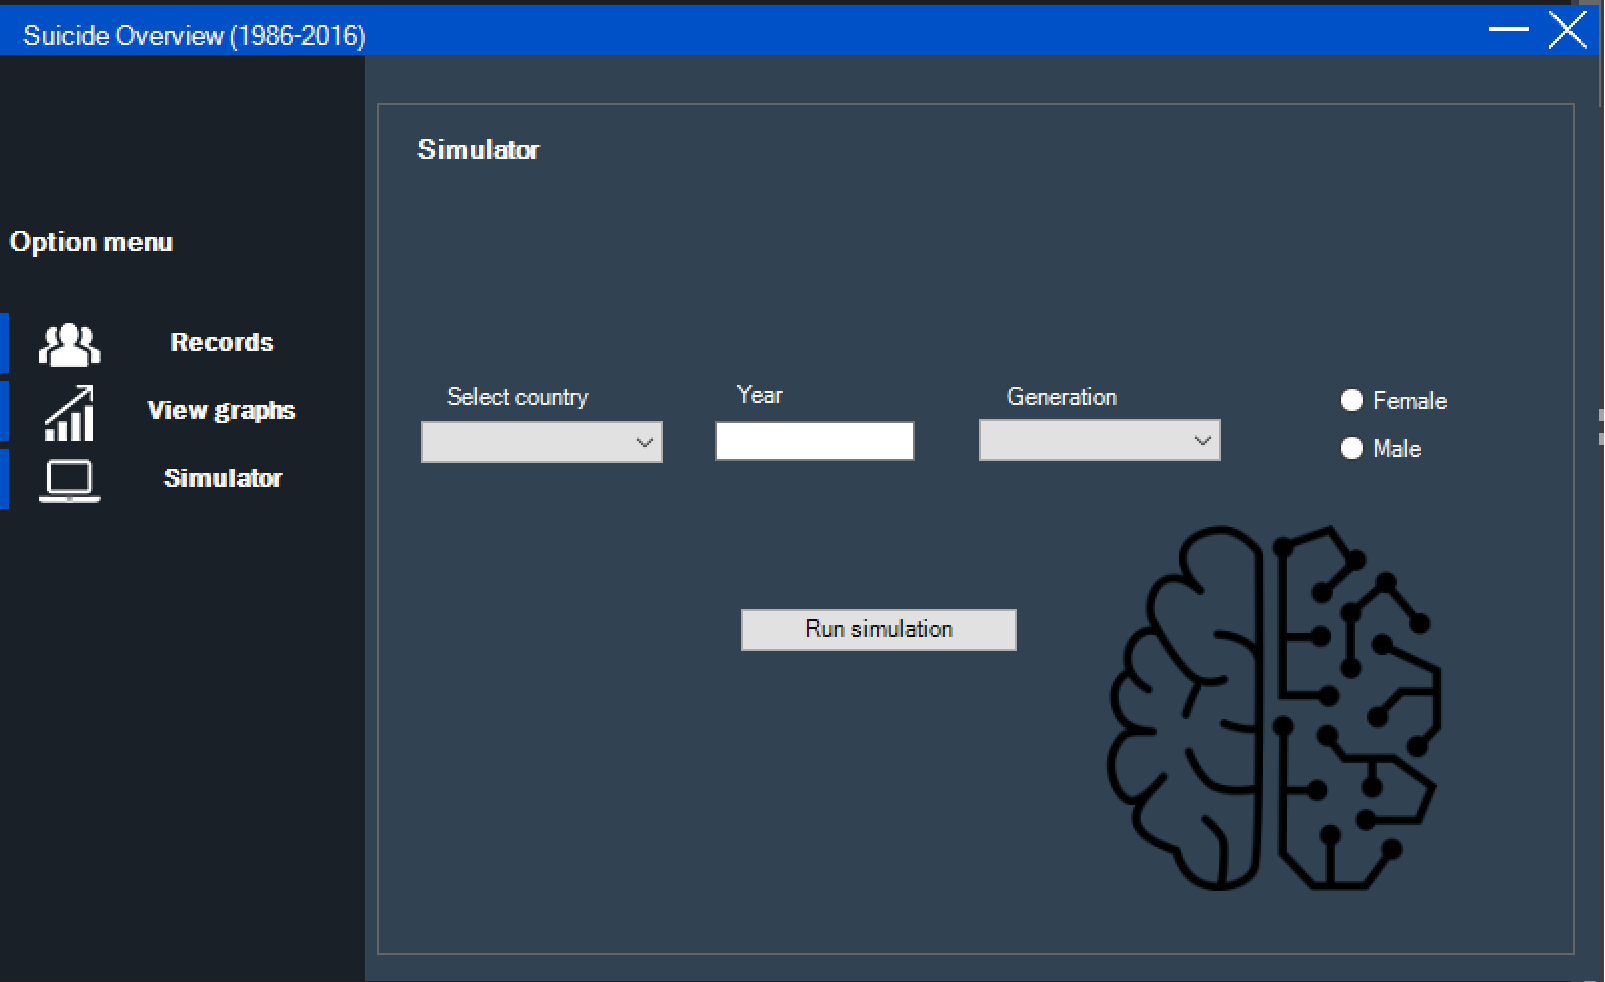 Suicide Overview (1986-2016)
Simulator
Option menu
Records
View graphs
Simulator
Select country
Year
Generation
Female
Male
Run simulation